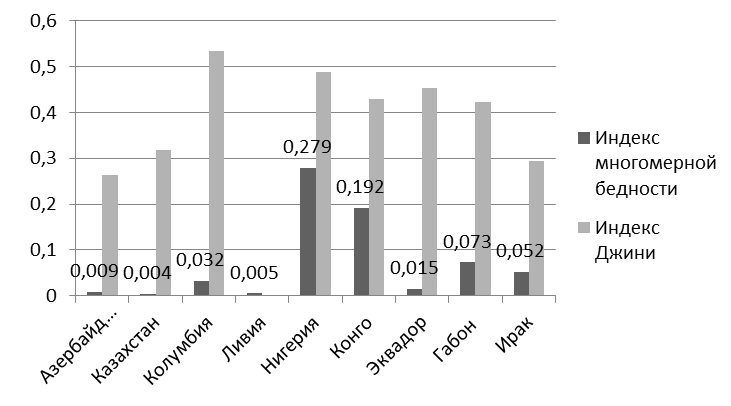 0,6
0,5
0,4
0,3
0,2
0,1
0
0,009
0,004
0,032
0,005
0,279
0,192
0,015
0,073
0,052
Азербайд...
Казахстан
Колумбия
Ливия
Нигерия
Конго
Эквадор
Габон
Ирак
Индекс
многомерной
бедности
Индекс
Джини